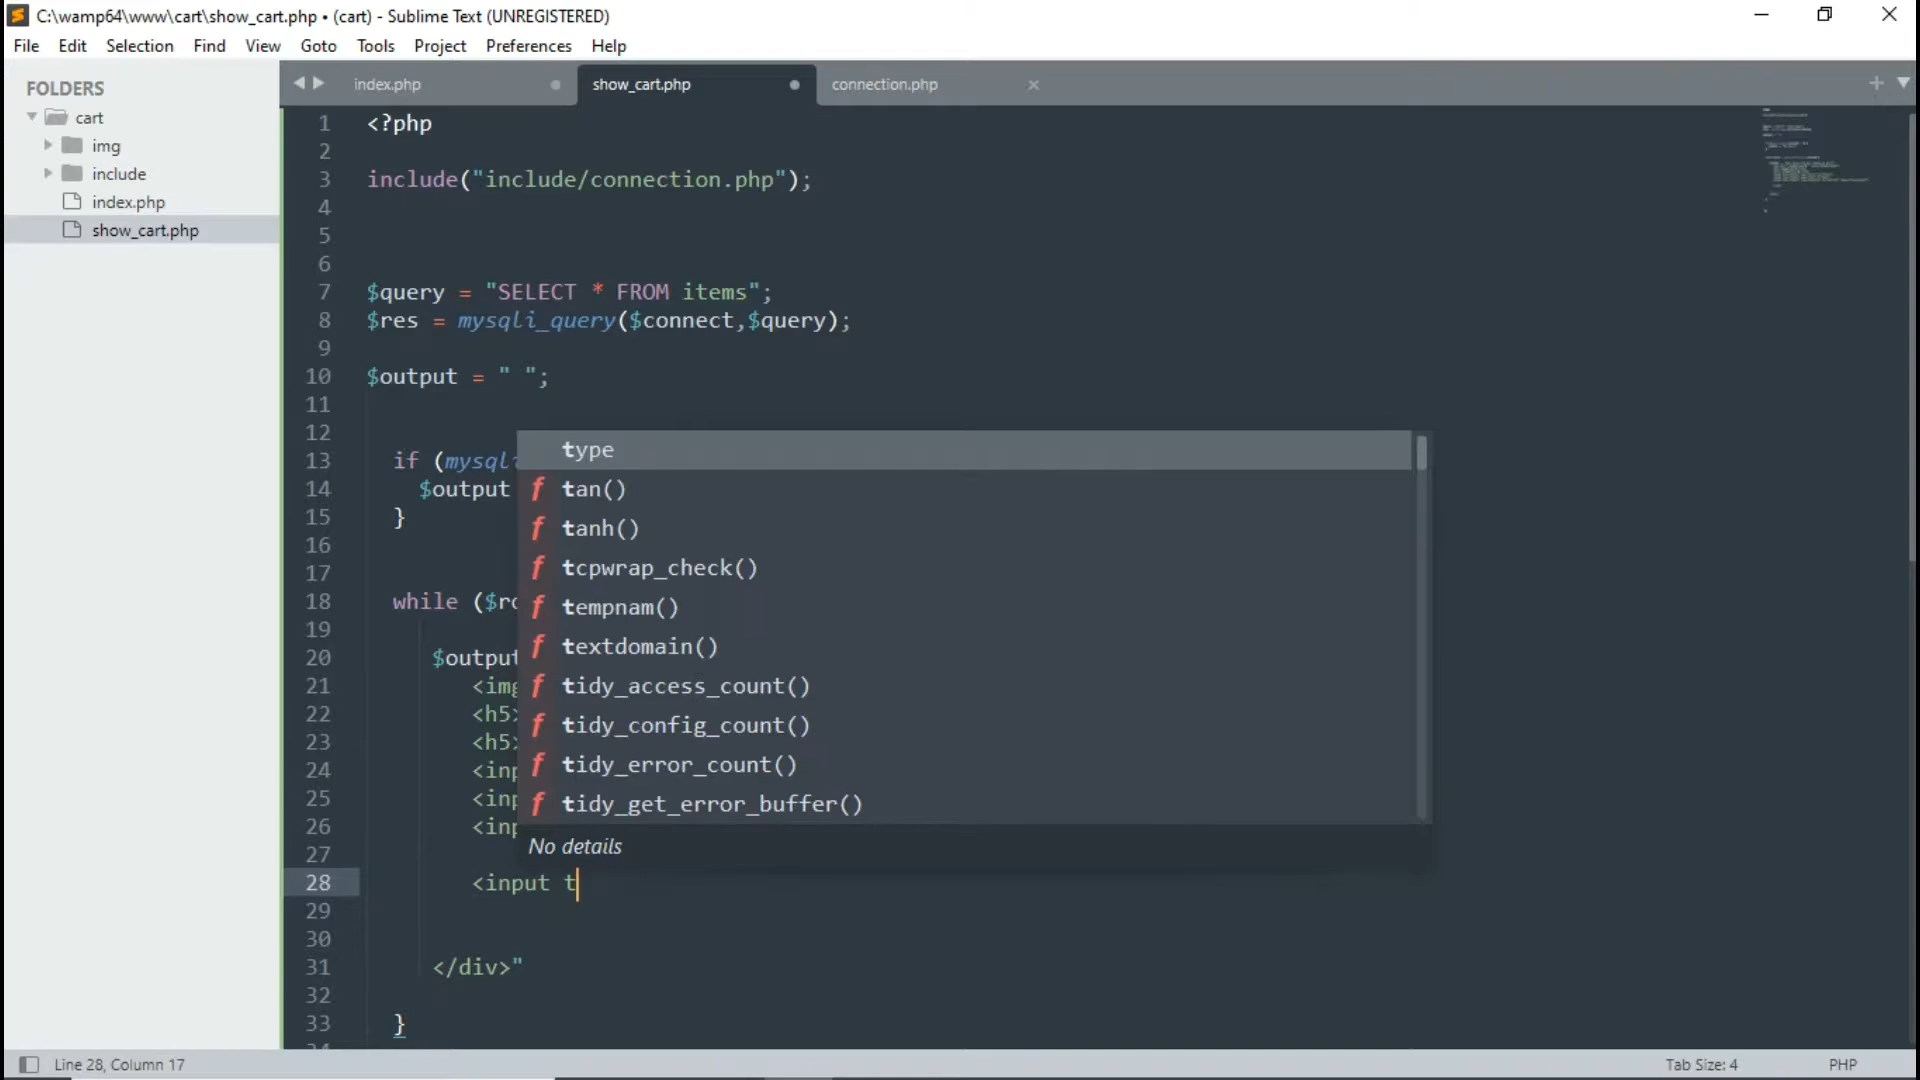 C:\wamp64\www\cart\show_cart.php • (cart) - Sublime Text (UNREGISTERED)
File Edit Selection Find View Goto Tools Project Preferences Help
FOLDERS
cart
img
include
index.php
show_cart.php
index.php show_cart.php connection.php
1 <?php
2
3 include("include/connection.php");
4
5
6
7 $query = "SELECT * FROM items";
8 $res = mysqli_query($connect,$query);
9
10 $output = " ";
11
12
13 if (mysqli
14 $output
15 }
16
17
18 while ($ro
19
20 $output
21 <img
22 <h5>
23 <h5>
24 <inp
25 <inp
26 <inp
27
28 <input t
29
30
31 </div>"
32
33 }
type
f tan()
f tanh()
f tcpwrap_check()
f tempnam()
f textdomain()
f tidy_access_count()
f tidy_config_count()
f tidy_error_count()
f tidy_get_error_buffer()
No details
Line 28, Column 17 Tab Size: 4 PHP